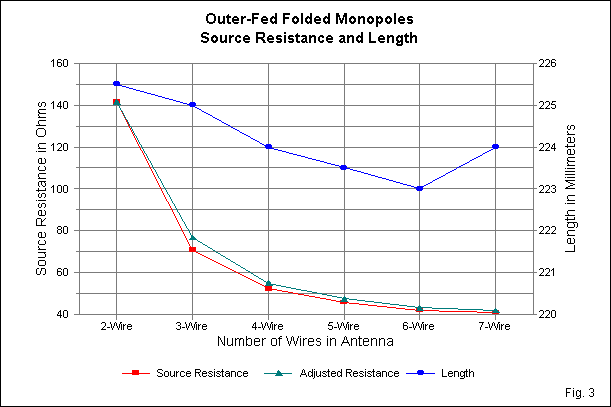 Outer-Fed Folded Monopoles
Source Resistance and Length
160
140
120
100
80
60
40
Source Resistance in Ohms
226
225
224
223
222
221
220
Length in Millimeters
2-Wire 3-Wire 4-Wire 5-Wire 6-Wire 7-Wire
Number of Wires in Antenna
Source Resistance Adjusted Resistance Length
Fig. 3